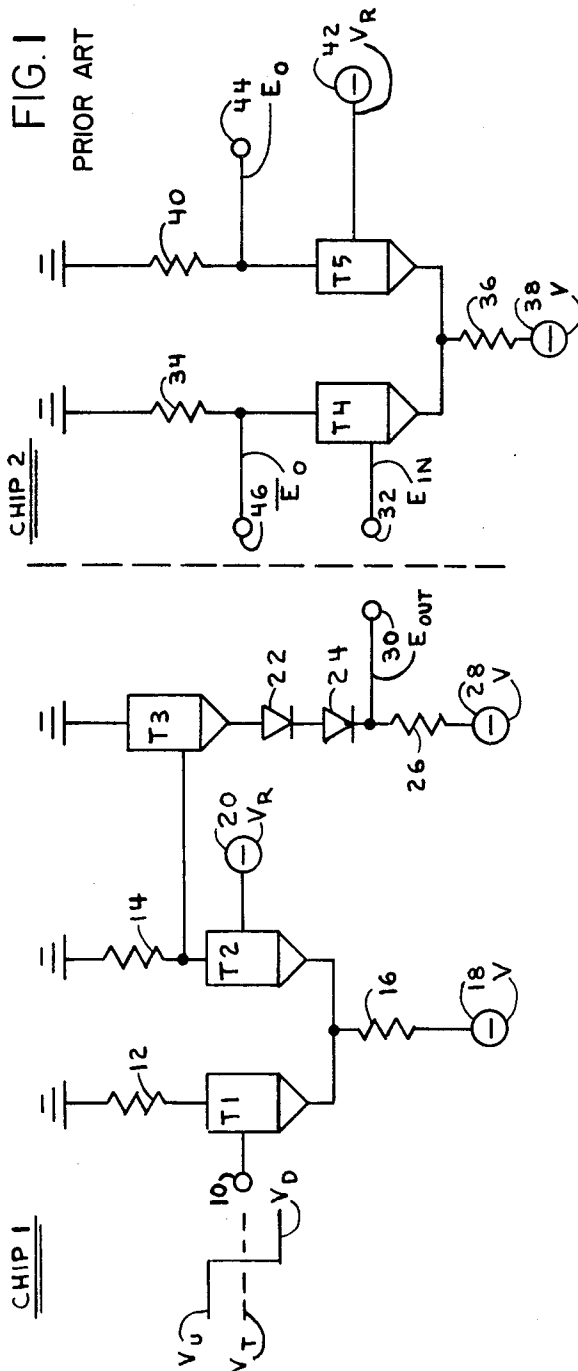 FIG. 1
PRIOR ART
CHIP 1
CHIP 2
V_U
V_T
V_D
10
12
T1
14
T2
16
18
V
20
V_R
T3
22
24
26
28
V
30
E_OUT
32
E_IN
34
T4
46
E̅_O
36
38
V
40
T5
44
E_O
42
V_R